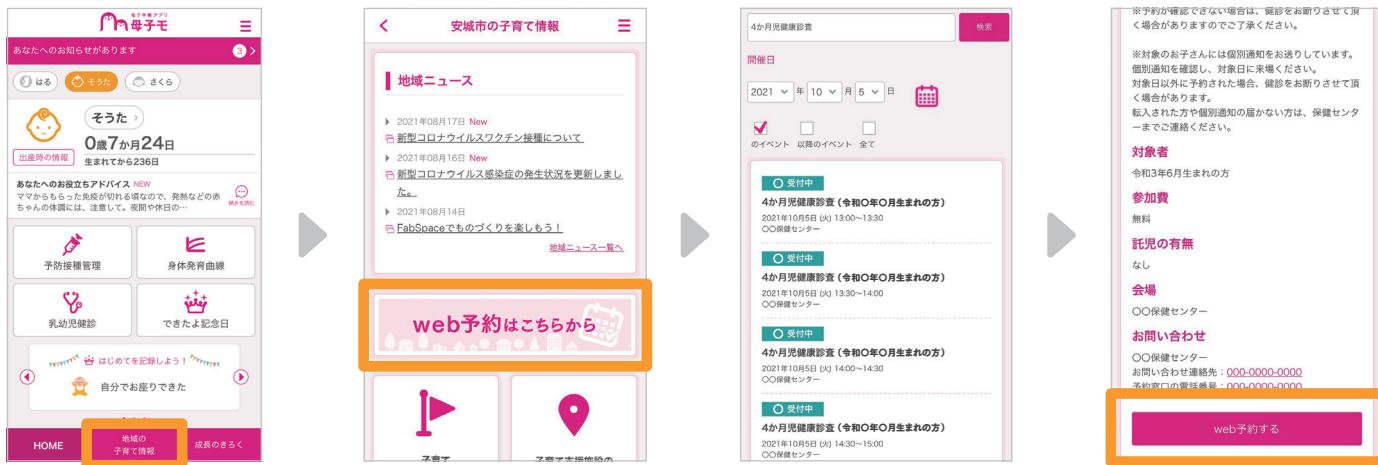 電子母子手帳アプリ
母子モ
あなたへのお知らせがあります
3
はる
そうた
さくら
そうた
0歳7か月24日
出産時の情報
生まれてから236日
あなたへのお役立ちアドバイス NEW
ママからもらった免疫が切れる頃なので、発熱などの赤
ちゃんの体調には、注意して。夜間や休日の…
続きを読む
予防接種管理
身体発育曲線
乳幼児健診
できたよ記念日
はじめてを記録しよう!
自分でお座りできた
HOME
地域の
子育て情報
成長のきろく
安城市の子育て情報
地域ニュース
2021年08月17日 New
新型コロナウイルスワクチン接種について
2021年08月16日 New
新型コロナウイルス感染症の発生状況を更新しまし
た。
2021年08月14日
FabSpaceでものづくりを楽しもう!
地域ニュース一覧へ
web予約はこちらから
子育て
子育て支援施設の
4か月児健康診査
検索
開催日
2021 年 10 月 5 日
のイベント 以降のイベント 全て
受付中
4か月児健康診査(令和〇年〇月生まれの方)
2021年10月5日 (火) 13:00~13:30
〇〇保健センター
受付中
4か月児健康診査(令和〇年〇月生まれの方)
2021年10月5日 (火) 13:30~14:00
〇〇保健センター
受付中
4か月児健康診査(令和〇年〇月生まれの方)
2021年10月5日 (火) 14:00~14:30
〇〇保健センター
受付中
4か月児健康診査(令和〇年〇月生まれの方)
2021年10月5日 (火) 14:30~15:00
〇〇保健センター
※予約が確認できない場合は、健診をお断りさせて頂
く場合がありますのでご了承ください。
※対象のお子さんには個別通知をお送りしています。
個別通知を確認し、対象日に来場ください。
対象日以外に予約された場合、健診をお断りさせて頂
く場合があります。
転入された方や個別通知の届かない方は、保健センタ
ーまでご連絡ください。
対象者
令和3年6月生まれの方
参加費
無料
託児の有無
なし
会場
〇〇保健センター
お問い合わせ
〇〇保健センター
お問い合わせ連絡先:000-0000-0000
予約窓口の電話番号:000-0000-0000
web予約する